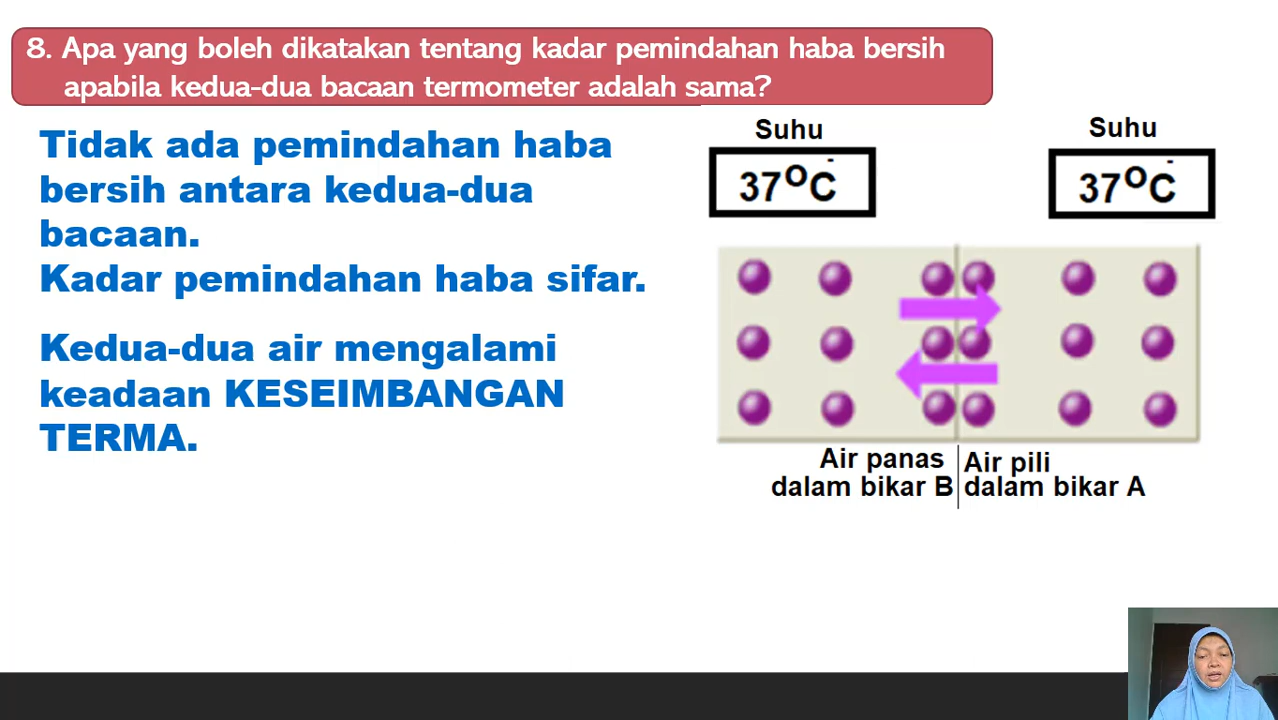 8. Apa yang boleh dikatakan tentang kadar pemindahan haba bersih
apabila kedua-dua bacaan termometer adalah sama?
Tidak ada pemindahan haba
bersih antara kedua-dua
bacaan.
Kadar pemindahan haba sifar.
Kedua-dua air mengalami
keadaan KESEIMBANGAN
TERMA.
Suhu
37°C
Suhu
37°C
Air panas
dalam bikar B
Air pili
dalam bikar A